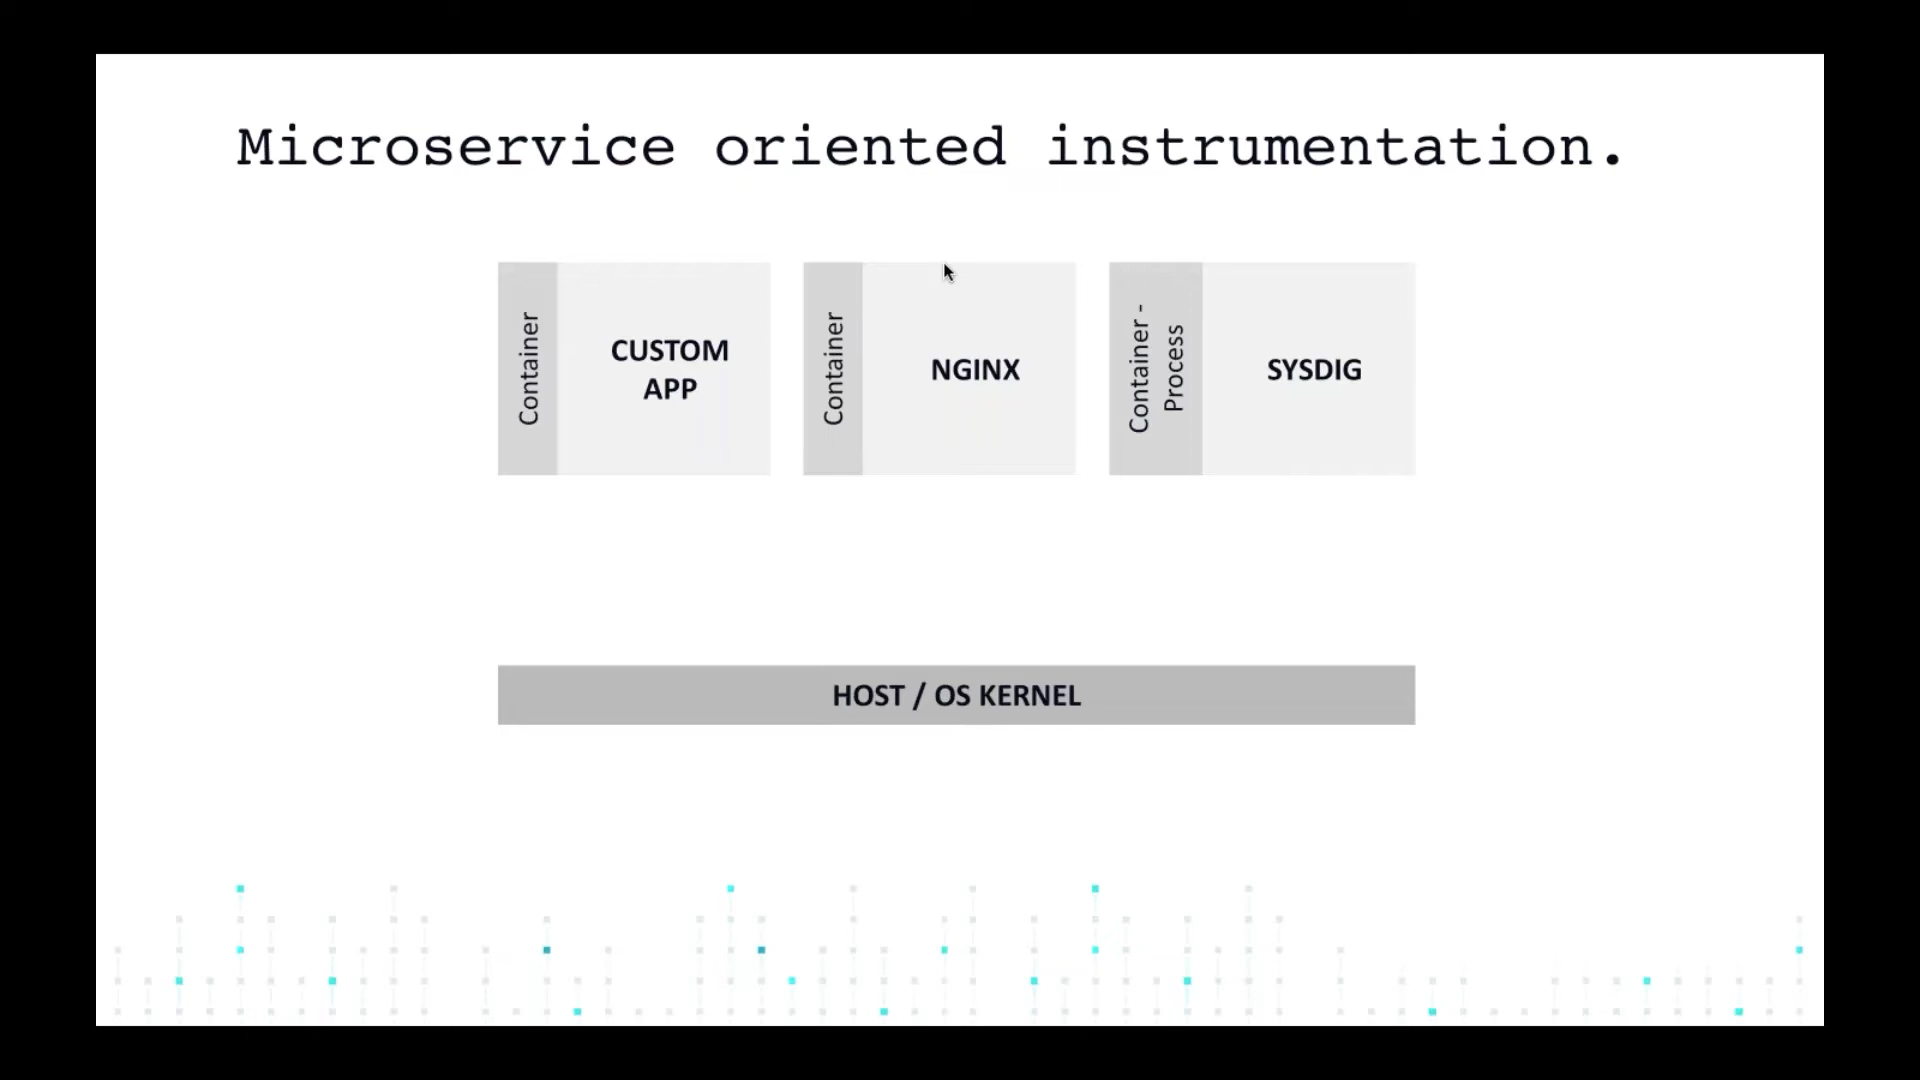 Microservice oriented instrumentation.
Container
CUSTOM
APP
Container
NGINX
Container -
Process
SYSDIG
HOST / OS KERNEL